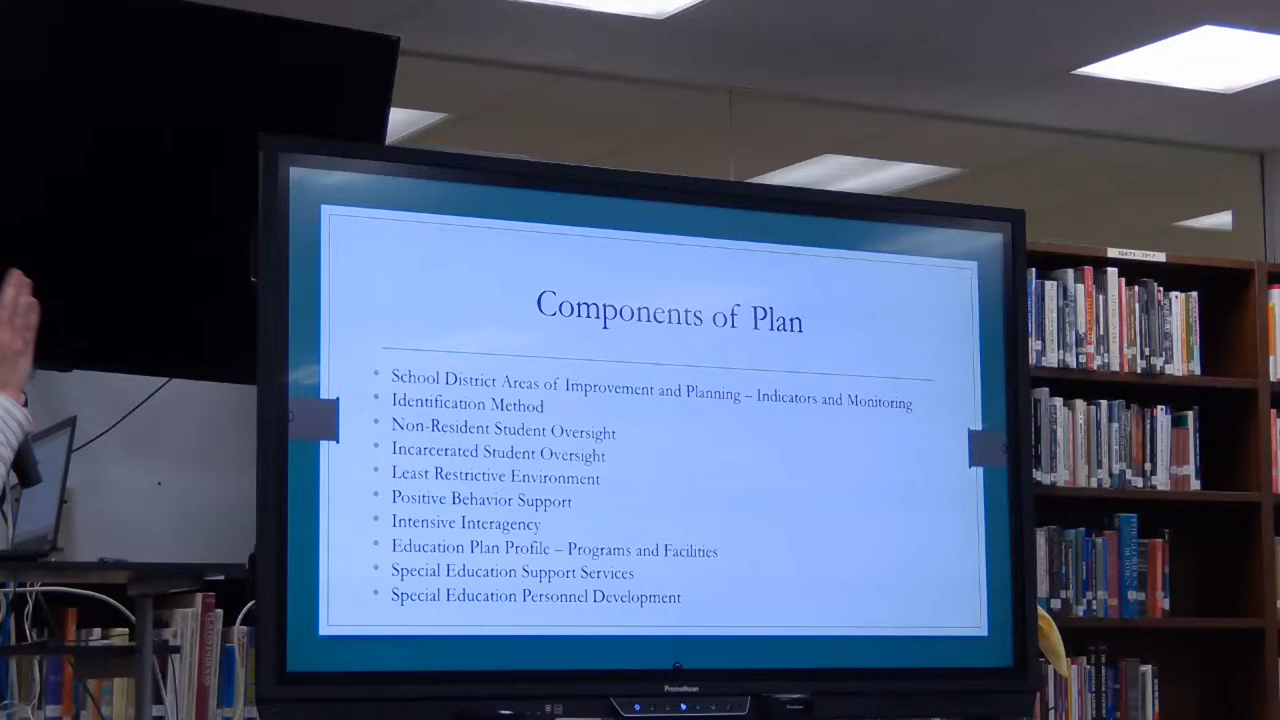 Components of Plan
School District Areas of Improvement and Planning – Indicators and Monitoring
Identification Method
Non-Resident Student Oversight
Incarcerated Student Oversight
Least Restrictive Environment
Positive Behavior Support
Intensive Interagency
Education Plan Profile – Programs and Facilities
Special Education Support Services
Special Education Personnel Development
Promethean